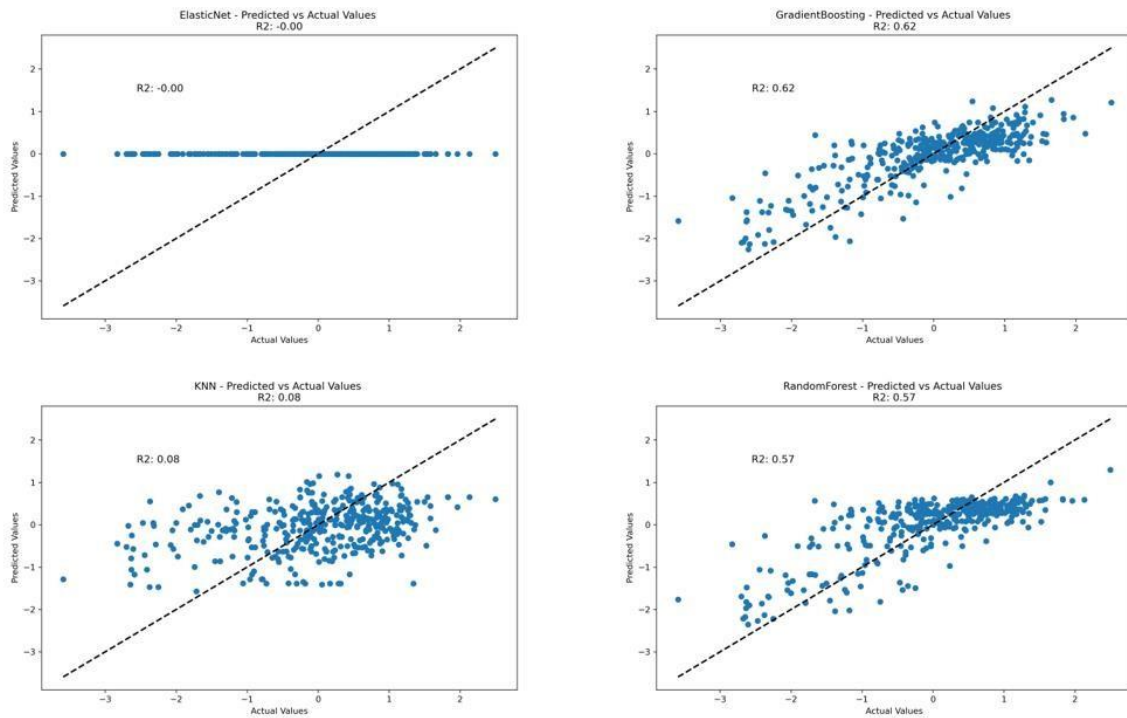 ElasticNet - Predicted vs Actual Values
R2: -0.00
R2: -0.00
2
1
0
−1
−2
−3
Predicted Values
−3
−2
−1
0
1
2
Actual Values
GradientBoosting - Predicted vs Actual Values
R2: 0.62
R2: 0.62
2
1
0
−1
−2
−3
Predicted Values
−3
−2
−1
0
1
2
Actual Values
KNN - Predicted vs Actual Values
R2: 0.08
R2: 0.08
2
1
0
−1
−2
−3
Predicted Values
−3
−2
−1
0
1
2
Actual Values
RandomForest - Predicted vs Actual Values
R2: 0.57
R2: 0.57
2
1
0
−1
−2
−3
Predicted Values
−3
−2
−1
0
1
2
Actual Values